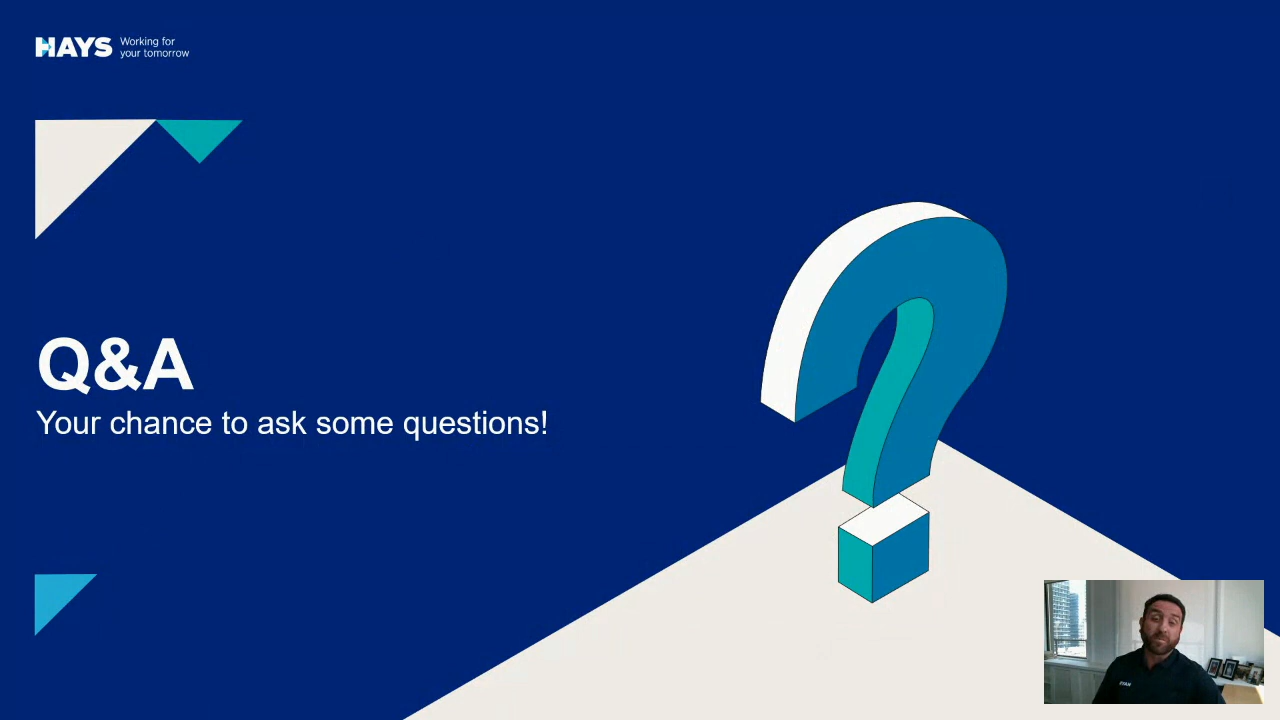 HAYS
Working for
your tomorrow
Q&A
Your chance to ask some questions!